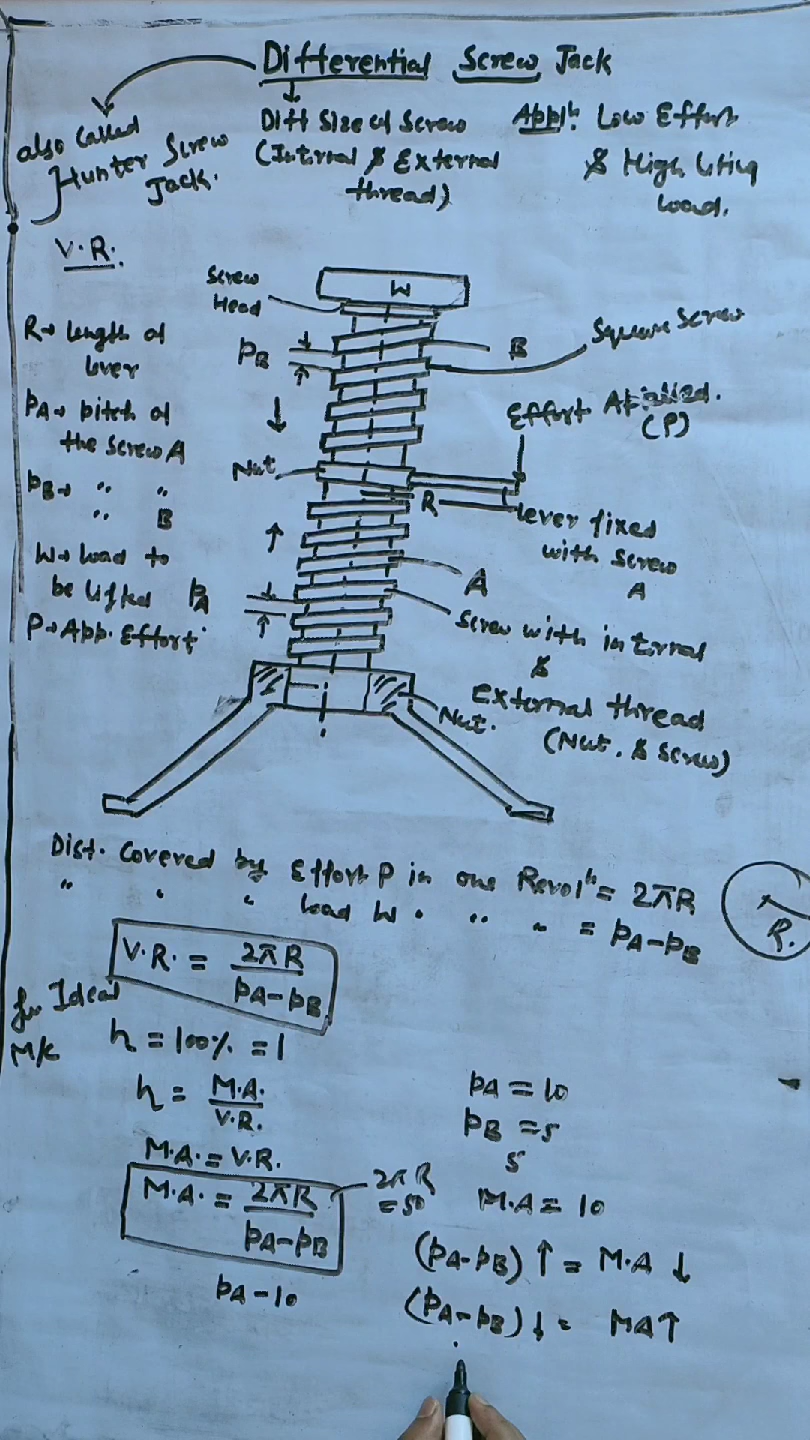 Differential Screw Jack
also Called
Hunter Screw
Jack.
Diff Size of Screw
(Internal & External
thread)
Appl^n: Low Effort
& High lifting
load.
V.R.
R→ length of
lever
pA→ pitch of
the Screw A
pB→ " "
" B
W→ load to
be lifted
P→ App. Effort
Screw
Head
W
pB
B
Square Screw
Effort Applied.
(P)
Nut
R
lever fixed
with Screw
A
A
pA
Screw with internal
&
External thread
(Nut. & Screw)
Nut.
Dist. Covered by Effort P in one Revol^n = 2πR
" " " load W " " " = pA-pB
R.
V.R. = 2πR
pA-pB
for Ideal
M/c
η = 100% = 1
η = M.A.
V.R.
M.A. = V.R.
M.A. = 2πR
pA-pB
2πR
= 50
pA-10
pA = 10
pB = 5
5
M.A = 10
(pA-pB) ↑ = M.A ↓
(pA-pB) ↓ = MA↑